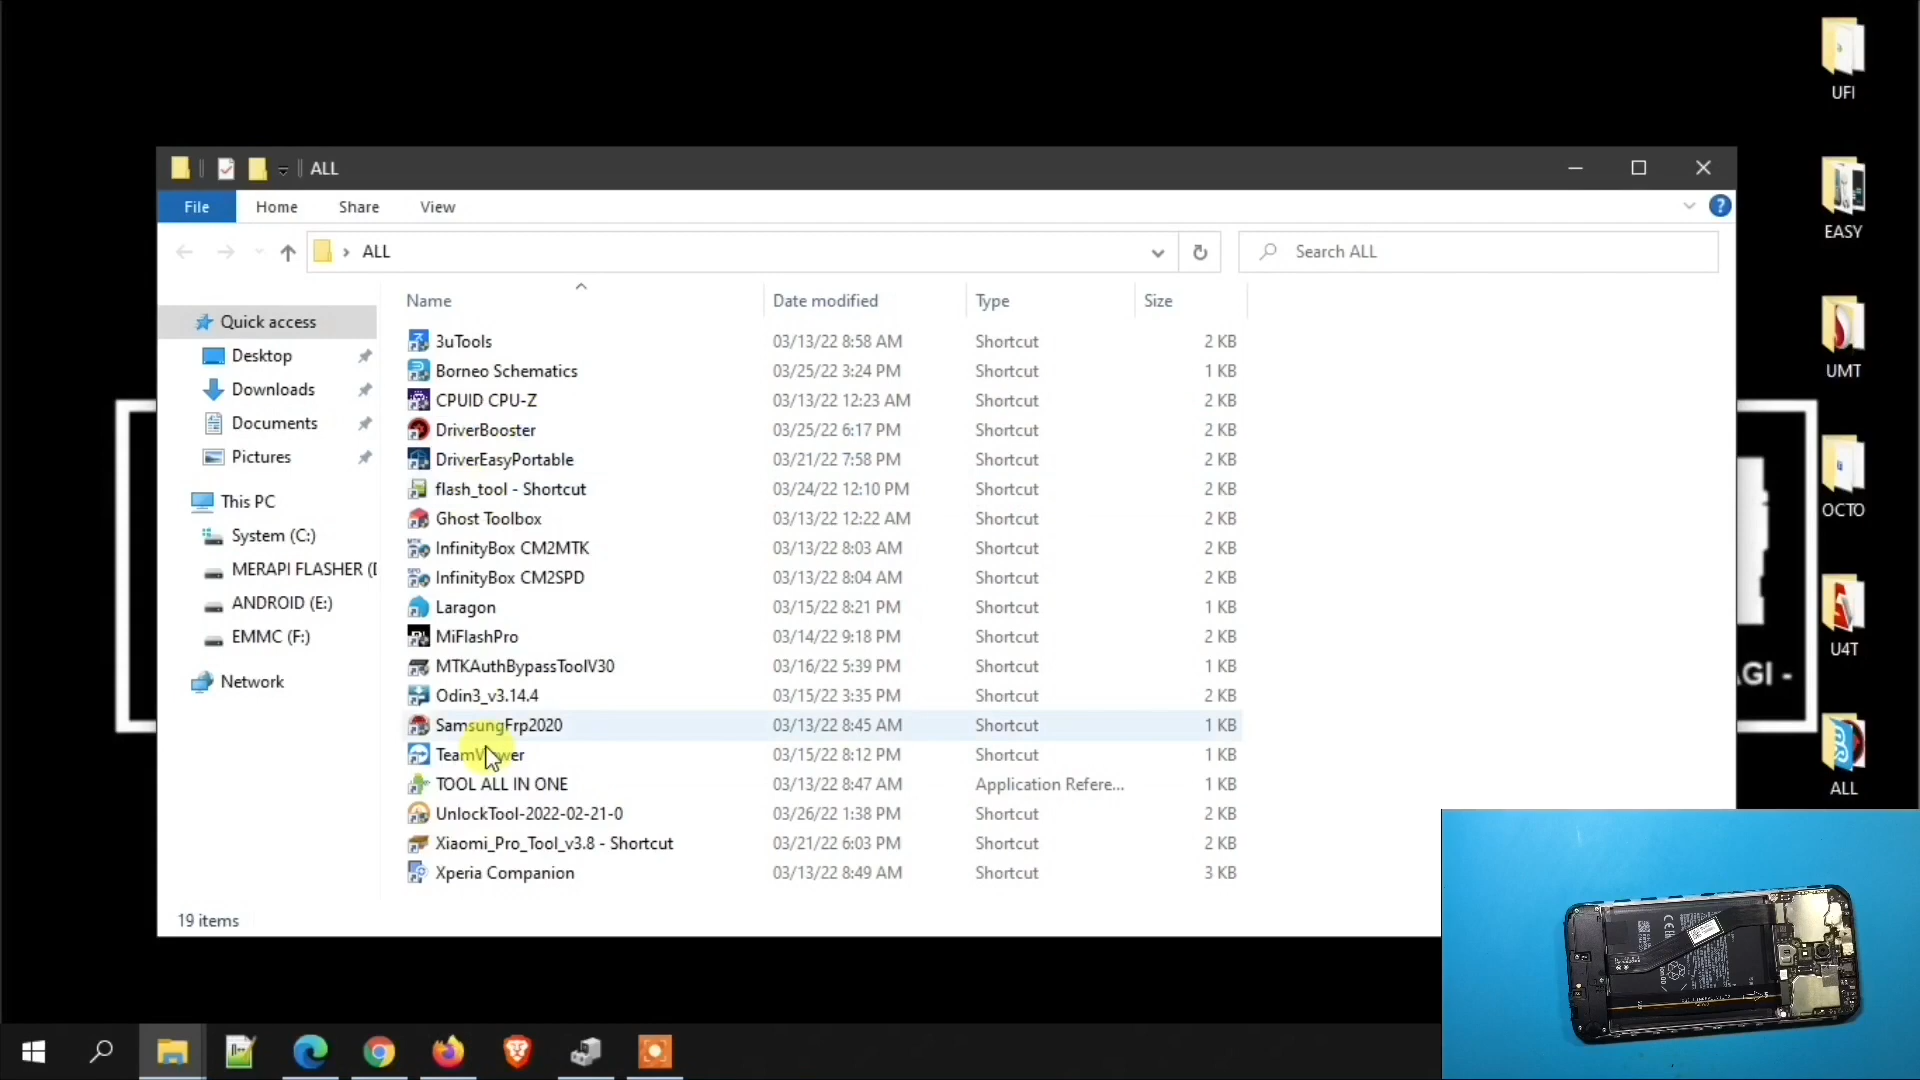 UFI
EASY
UMT
OCTO
U4T
ALL
ALL
File Home Share View
ALL
Search ALL
Name Date modified Type Size
Quick access
Desktop
Downloads
Documents
Pictures
This PC
System (C:)
MERAPI FLASHER (
ANDROID (E:)
EMMC (F:)
Network
3uTools 03/13/22 8:58 AM Shortcut 2 KB
Borneo Schematics 03/25/22 3:24 PM Shortcut 1 KB
CPUID CPU-Z 03/13/22 12:23 AM Shortcut 2 KB
DriverBooster 03/25/22 6:17 PM Shortcut 2 KB
DriverEasyPortable 03/21/22 7:58 PM Shortcut 2 KB
flash_tool - Shortcut 03/24/22 12:10 PM Shortcut 2 KB
Ghost Toolbox 03/13/22 12:22 AM Shortcut 2 KB
InfinityBox CM2MTK 03/13/22 8:03 AM Shortcut 2 KB
InfinityBox CM2SPD 03/13/22 8:04 AM Shortcut 2 KB
Laragon 03/15/22 8:21 PM Shortcut 1 KB
MiFlashPro 03/14/22 9:18 PM Shortcut 2 KB
MTKAuthBypassToolV30 03/16/22 5:39 PM Shortcut 1 KB
Odin3_v3.14.4 03/15/22 3:35 PM Shortcut 2 KB
SamsungFrp2020 03/13/22 8:45 AM Shortcut 1 KB
TeamViewer 03/15/22 8:12 PM Shortcut 1 KB
TOOL ALL IN ONE 03/13/22 8:47 AM Application Refere... 1 KB
UnlockTool-2022-02-21-0 03/26/22 1:38 PM Shortcut 2 KB
Xiaomi_Pro_Tool_v3.8 - Shortcut 03/21/22 6:03 PM Shortcut 2 KB
Xperia Companion 03/13/22 8:49 AM Shortcut 3 KB
19 items
AGI -